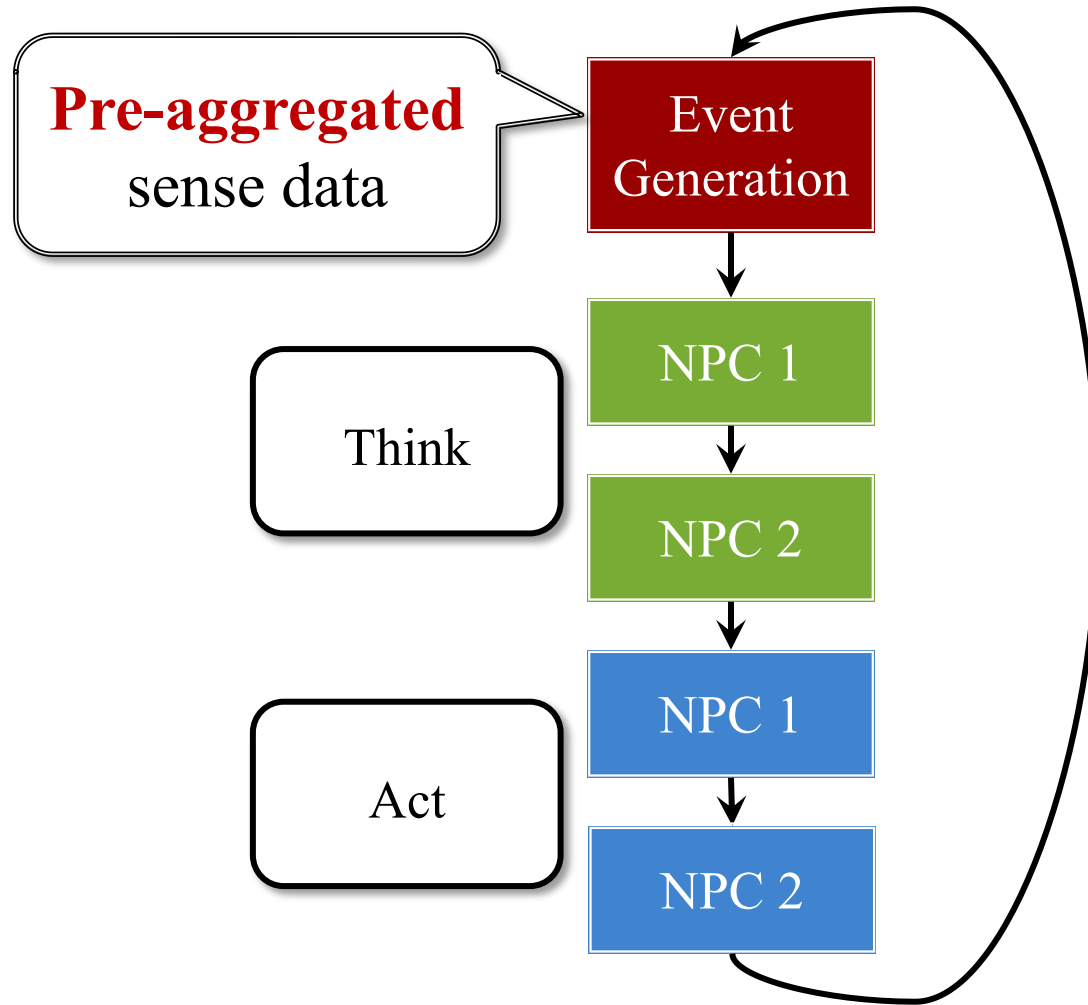 Pre-aggregated
sense data
Event
Generation
NPC 1
Think
NPC 2
NPC 1
Act
NPC 2